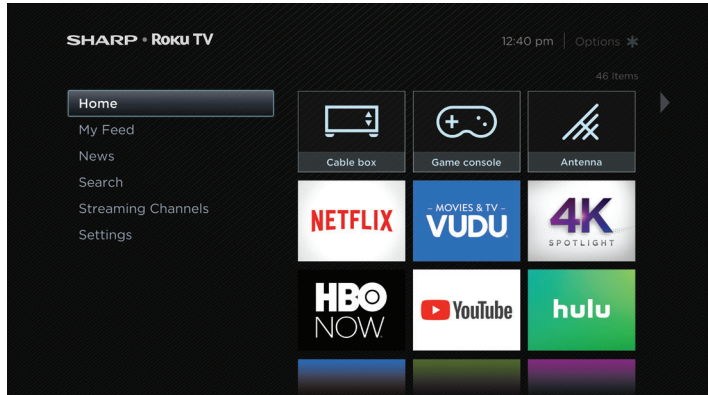 SHARP • ROKU TV
12:40 pm | Options ✱
46 Items
Home
My Feed
News
Search
Streaming Channels
Settings
Cable box
Game console
Antenna
NETFLIX
– MOVIES & TV –
VUDU
4K
SPOTLIGHT
HBO
NOW
YouTube
hulu